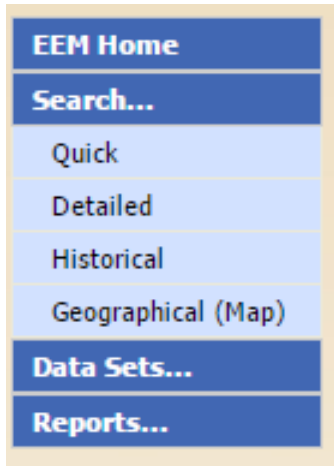 EEM Home
Search...
Quick
Detailed
Historical
Geographical (Map)
Data Sets...
Reports...